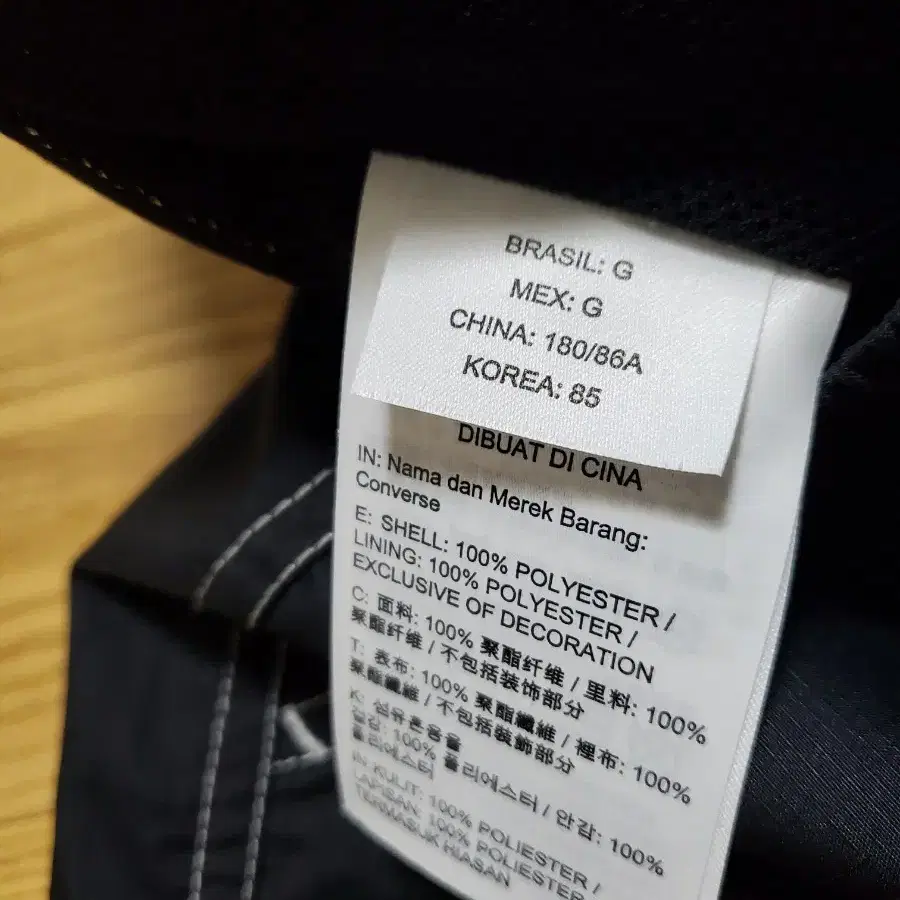 BRASIL: G
MEX: G
CHINA: 180/86A
KOREA: 85
DIBUAT DI CINA
IN: Nama dan Merek Barang:
Converse
E: SHELL: 100% POLYESTER /
LINING: 100% POLYESTER /
EXCLUSIVE OF DECORATION
C: 面料: 100% 聚酯纤维 / 里料: 100%
聚酯纤维 / 不包括装饰部分
T: 表布: 100% 聚酯纖維 / 裡布: 100%
聚酯纖維 / 不包括裝飾部分
K: 섬유혼용율
겉감: 100% 폴리에스터 / 안감: 100%
폴리에스터
IN KULIT: 100% POLIESTER /
LAPISAN: 100% POLIESTER
TERMASUK HIASAN